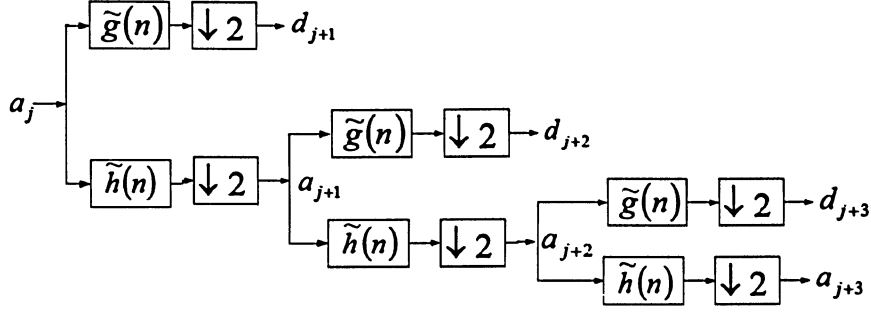 g̃(n) ↓2 d_{j+1}
a_j
h̃(n) ↓2 a_{j+1}
g̃(n) ↓2 d_{j+2}
h̃(n) ↓2 a_{j+2}
g̃(n) ↓2 d_{j+3}
h̃(n) ↓2 a_{j+3}